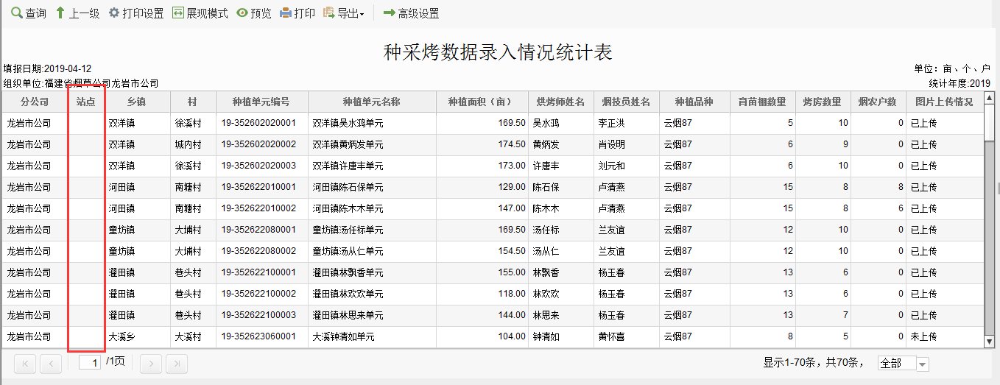 查询 上一级 打印设置 展现模式 预览 打印 导出 高级设置
种采烤数据录入情况统计表
填报日期:2019-04-12 单位：亩、个、户
组织单位:福建省烟草公司龙岩市公司 统计年度:2019
分公司 站点 乡镇 村 种植单元编号 种植单元名称 种植面积（亩） 烘烤师姓名 烟技员姓名 种植品种 育苗棚数量 烤房数量 烟农户数 图片上传情况
龙岩市公司 双洋镇 徐溪村 19-352602020001 双洋镇吴水鸿单元 169.50 吴水鸿 李正洪 云烟87 5 10 0 已上传
龙岩市公司 双洋镇 城内村 19-352602020002 双洋镇黄炳发单元 174.50 黄炳发 肖设明 云烟87 6 9 0 已上传
龙岩市公司 双洋镇 徐溪村 19-352602020003 双洋镇许唐丰单元 173.00 许唐丰 刘元和 云烟87 6 10 0 已上传
龙岩市公司 河田镇 南塘村 19-352622010001 河田镇陈石保单元 129.00 陈石保 卢清燕 云烟87 15 8 8 已上传
龙岩市公司 河田镇 南塘村 19-352622010002 河田镇陈木木单元 147.00 陈木木 卢清燕 云烟87 15 8 6 已上传
龙岩市公司 童坊镇 大埔村 19-352622080001 童坊镇汤任标单元 169.50 汤任标 兰友谊 云烟87 12 10 0 已上传
龙岩市公司 童坊镇 大埔村 19-352622080002 童坊镇汤从仁单元 154.50 汤从仁 兰友谊 云烟87 12 10 0 已上传
龙岩市公司 濯田镇 巷头村 19-352622100001 濯田镇林飘香单元 155.00 林飘香 杨玉春 云烟87 13 6 0 已上传
龙岩市公司 濯田镇 巷头村 19-352622100002 濯田镇林欢欢单元 118.00 林欢欢 杨玉春 云烟87 13 6 0 已上传
龙岩市公司 濯田镇 巷头村 19-352622100003 濯田镇林思来单元 144.00 林思来 杨玉春 云烟87 13 7 0 已上传
龙岩市公司 大溪乡 大溪村 19-352623060001 大溪钟清如单元 104.00 钟清如 黄怀喜 云烟87 8 5 0 未上传
1 /1页 显示1-70条，共70条， 全部